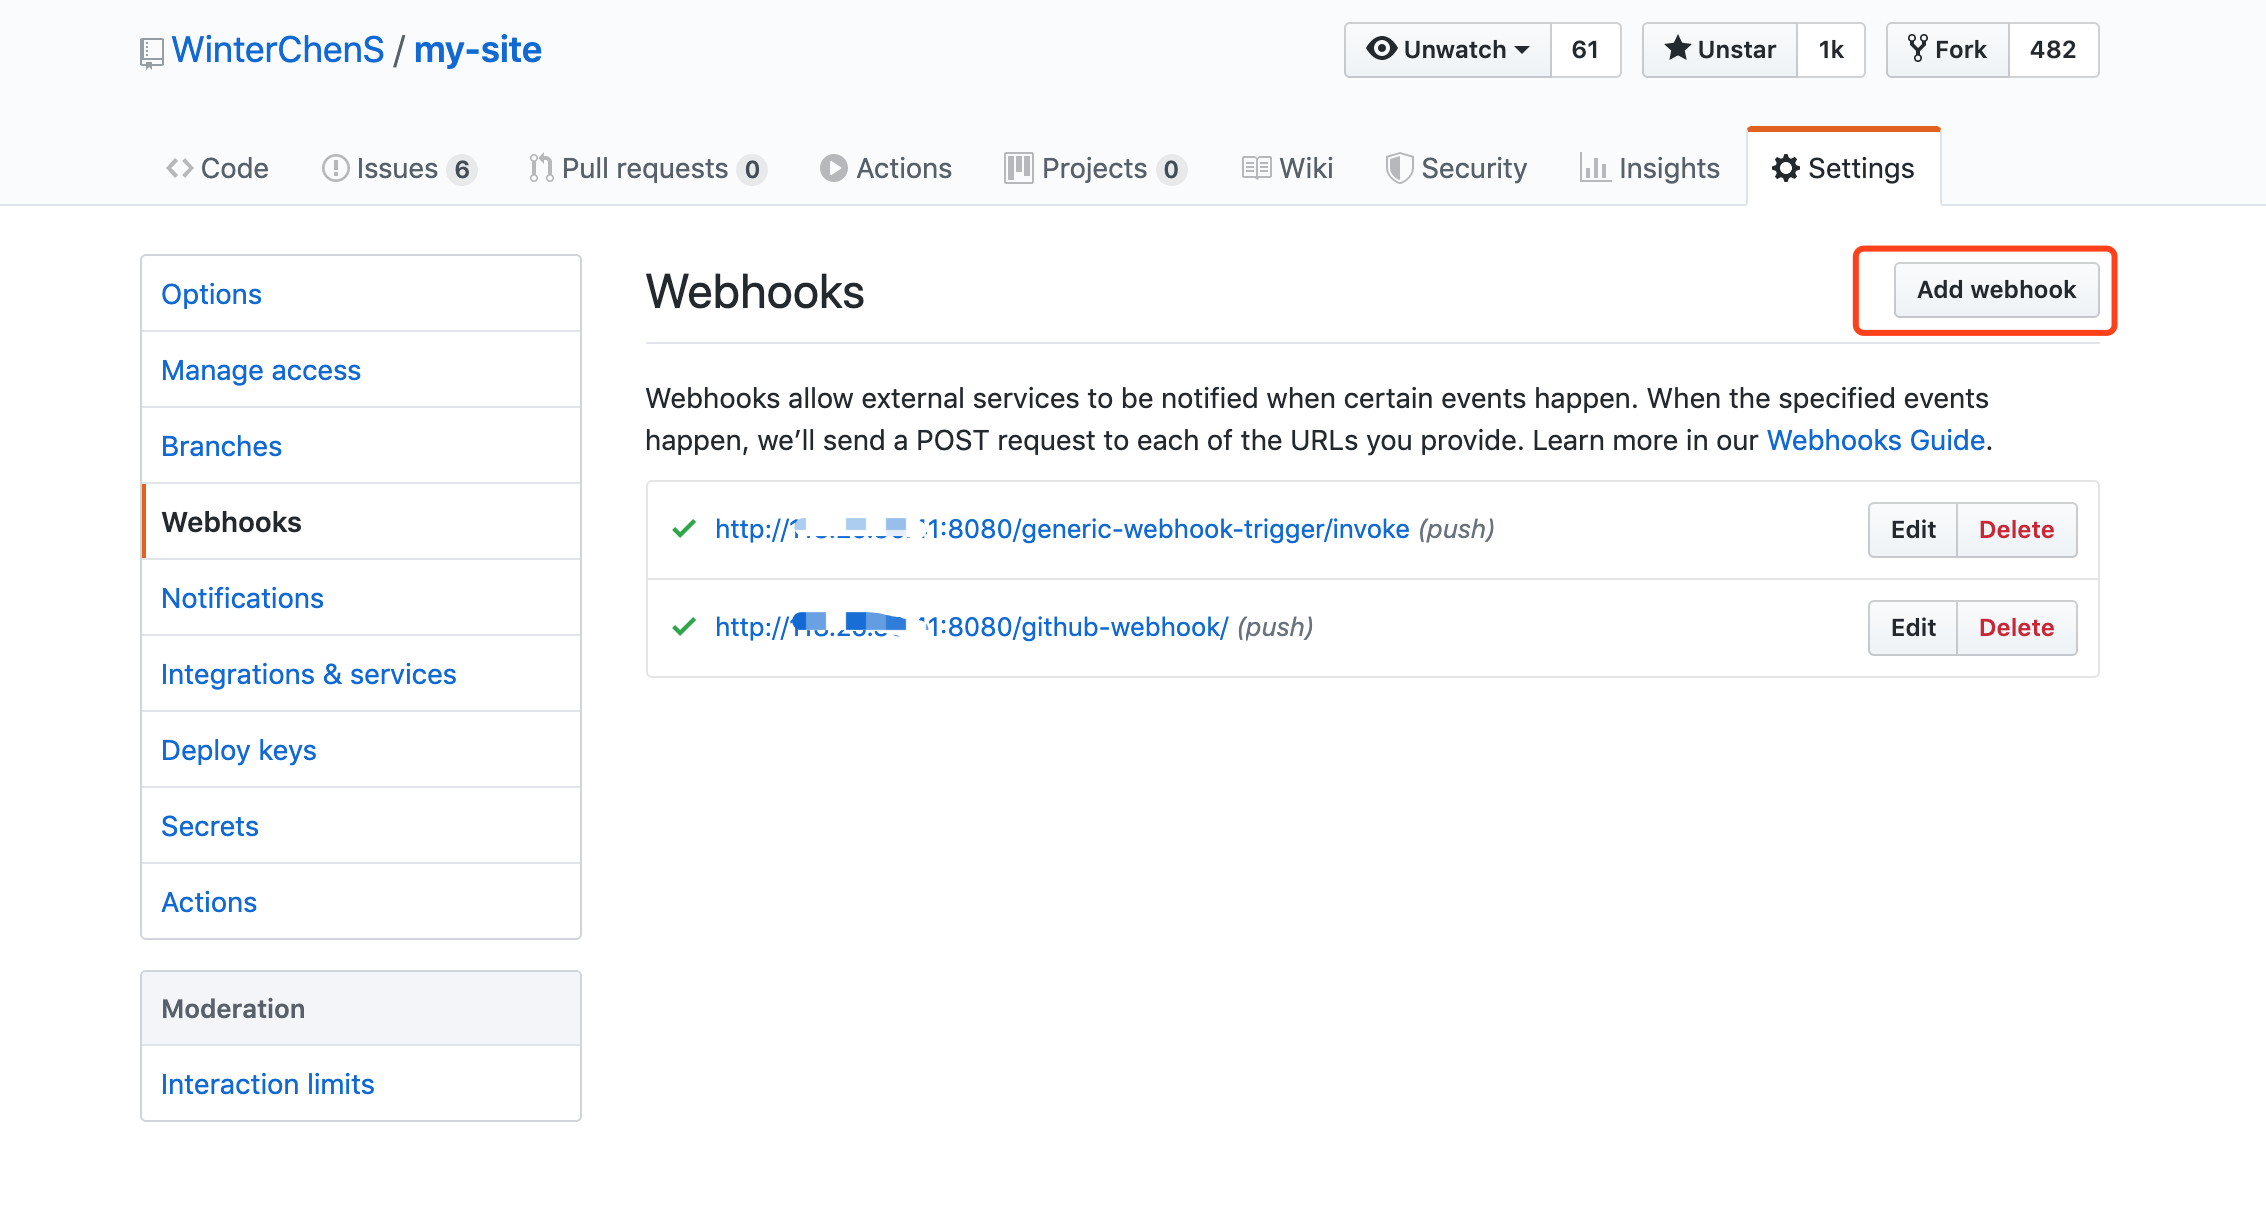 WinterChenS / my-site
Unwatch 61 Unstar 1k Fork 482
Code Issues 6 Pull requests 0 Actions Projects 0 Wiki Security Insights Settings
Options
Manage access
Branches
Webhooks
Notifications
Integrations & services
Deploy keys
Secrets
Actions
Moderation
Interaction limits
Webhooks
Add webhook
Webhooks allow external services to be notified when certain events happen. When the specified events
happen, we’ll send a POST request to each of the URLs you provide. Learn more in our Webhooks Guide.
http:// 1:8080/generic-webhook-trigger/invoke (push) Edit Delete
http:// 1:8080/github-webhook/ (push) Edit Delete